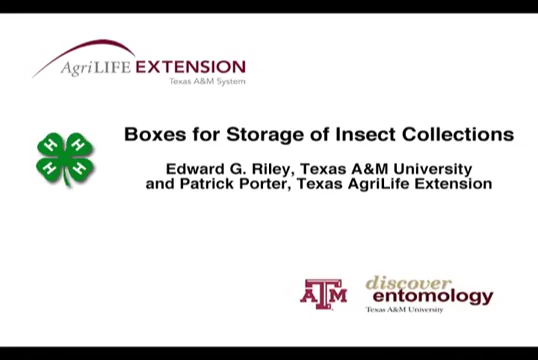 AgriLIFE EXTENSION
Texas A&M System
H H
H H
Boxes for Storage of Insect Collections
Edward G. Riley, Texas A&M University
and Patrick Porter, Texas AgriLife Extension
ATM
discover
entomology
Texas A&M University